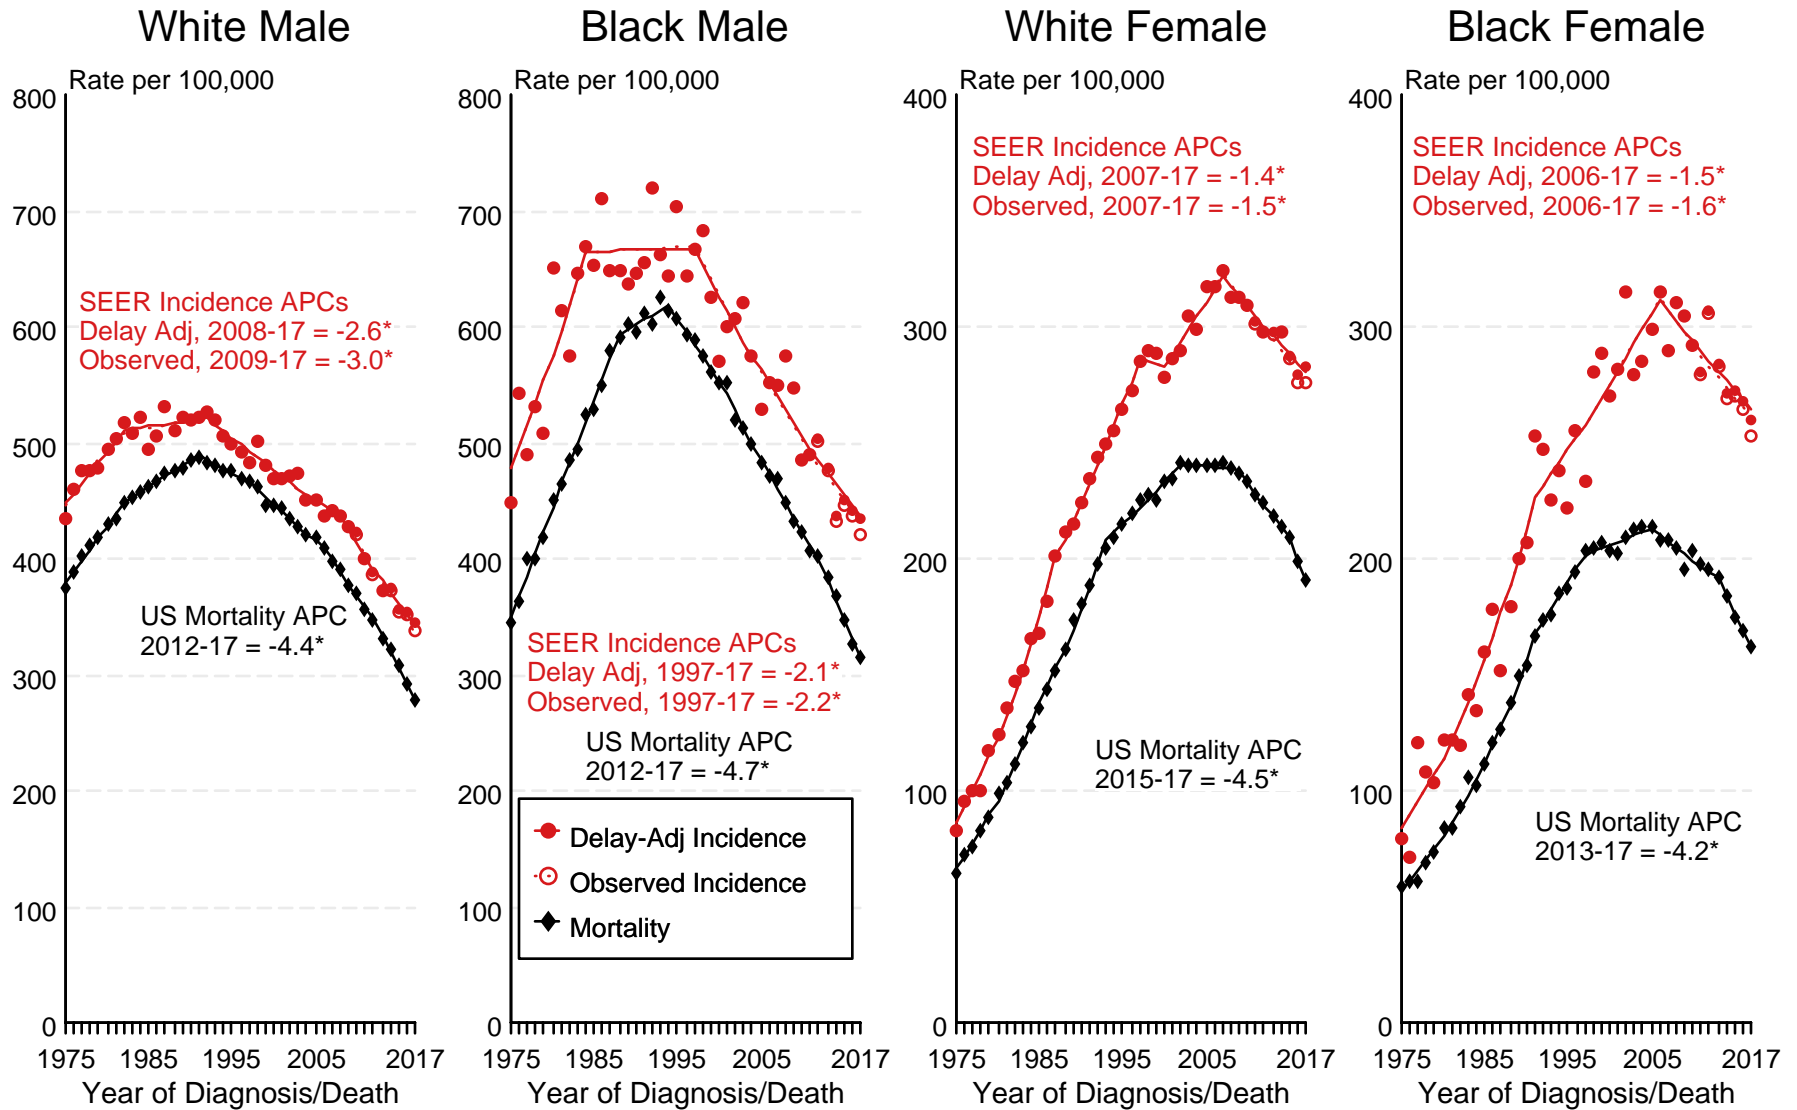 White Male
Rate per 100,000
800
700
600
500
400
300
200
100
0
SEER Incidence APCs
Delay Adj, 2008-17 = -2.6*
Observed, 2009-17 = -3.0*
US Mortality APC
2012-17 = -4.4*
1975 1985 1995 2005 2017
Year of Diagnosis/Death
Black Male
Rate per 100,000
800
700
600
500
400
300
200
100
0
SEER Incidence APCs
Delay Adj, 1997-17 = -2.1*
Observed, 1997-17 = -2.2*
US Mortality APC
2012-17 = -4.7*
Delay-Adj Incidence
Observed Incidence
Mortality
1975 1985 1995 2005 2017
Year of Diagnosis/Death
White Female
Rate per 100,000
400
300
200
100
0
SEER Incidence APCs
Delay Adj, 2007-17 = -1.4*
Observed, 2007-17 = -1.5*
US Mortality APC
2015-17 = -4.5*
1975 1985 1995 2005 2017
Year of Diagnosis/Death
Black Female
Rate per 100,000
400
300
200
100
0
SEER Incidence APCs
Delay Adj, 2006-17 = -1.5*
Observed, 2006-17 = -1.6*
US Mortality APC
2013-17 = -4.2*
1975 1985 1995 2005 2017
Year of Diagnosis/Death